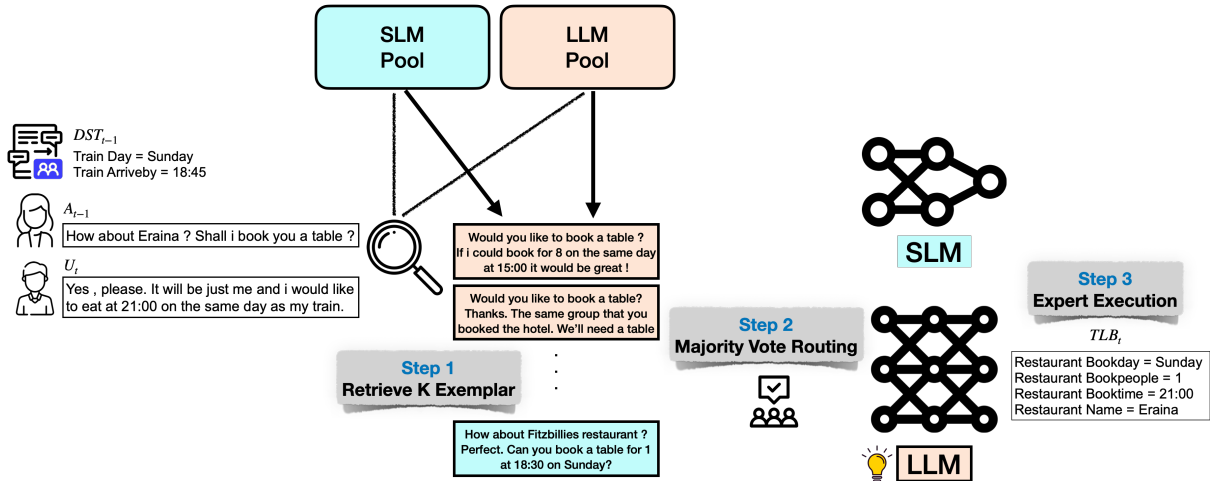 SLM
Pool
LLM
Pool
DSTt−1
Train Day = Sunday
Train Arriveby = 18:45
At−1
How about Eraina ? Shall i book you a table ?
Ut
Yes , please. It will be just me and i would like
to eat at 21:00 on the same day as my train.
Would you like to book a table ?
If i could book for 8 on the same day
at 15:00 it would be great !
Would you like to book a table?
Thanks. The same group that you
booked the hotel. We'll need a table
Step 1
Retrieve K Exemplar
How about Fitzbillies restaurant ?
Perfect. Can you book a table for 1
at 18:30 on Sunday?
Step 2
Majority Vote Routing
SLM
LLM
Step 3
Expert Execution
TLBt
Restaurant Bookday = Sunday
Restaurant Bookpeople = 1
Restaurant Booktime = 21:00
Restaurant Name = Eraina